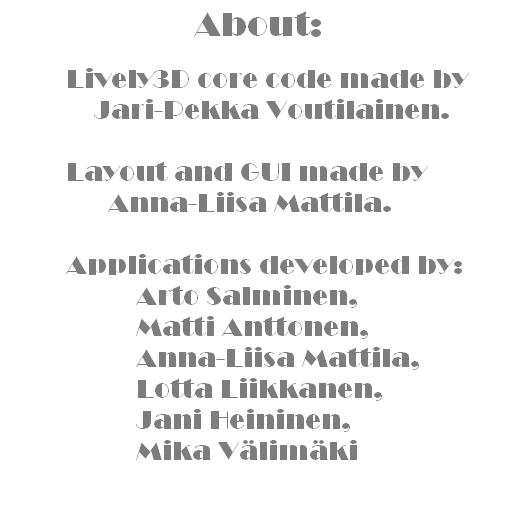 About:
Lively3D core code made by
Jari-Pekka Voutilainen.
Layout and GUI made by
Anna-Liisa Mattila.
Applications developed by:
Arto Salminen,
Matti Anttonen,
Anna-Liisa Mattila,
Lotta Liikkanen,
Jani Heininen,
Mika Välimäki